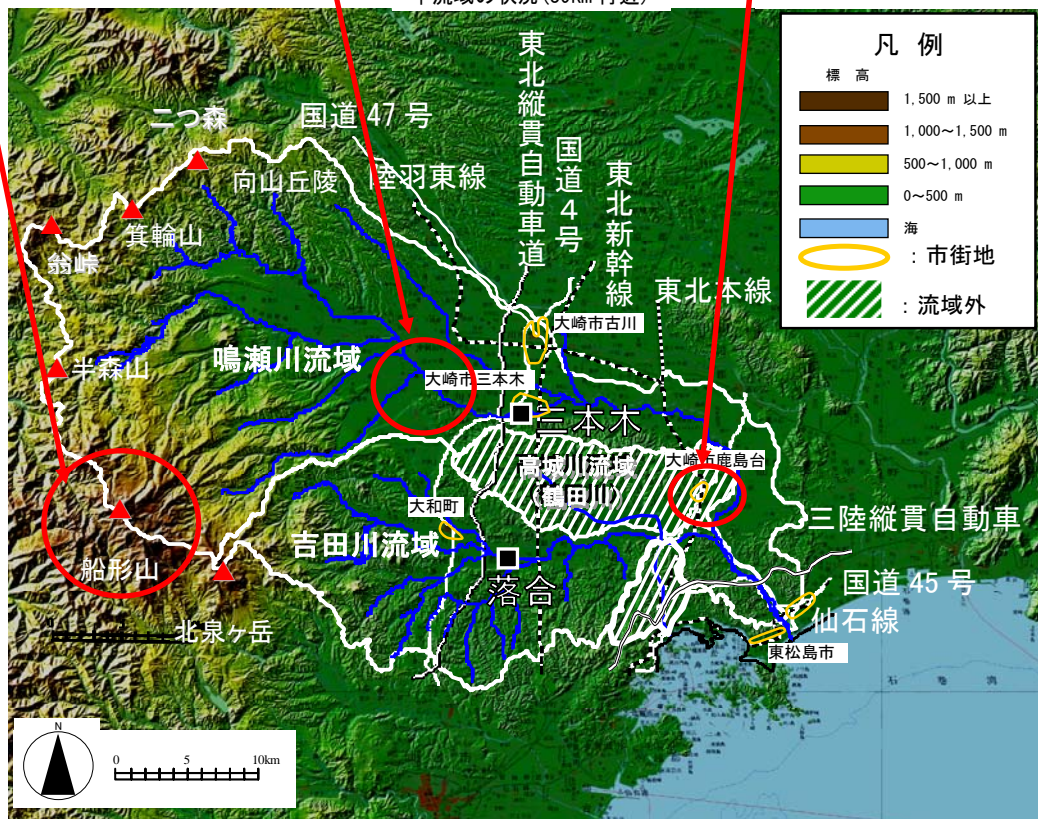 凡 例
標 高
1,500 m 以上
1,000～1,500 m
500～1,000 m
0～500 m
海
: 市街地
: 流域外
二つ森
国道 47 号
向山丘陵
陸羽東線
東北縦貫自動車道
国道４号
東北新幹線
東北本線
箕輪山
翁峠
大崎市古川
鳴瀬川流域
半森山
大崎市三本木
三本木
高城川流域
(鶴田川)
大崎市鹿島台
大和町
吉田川流域
三陸縦貫自動車
船形山
落合
国道 45 号
仙石線
北泉ヶ岳
東松島市
石 巻 湾
N
0 5 10km